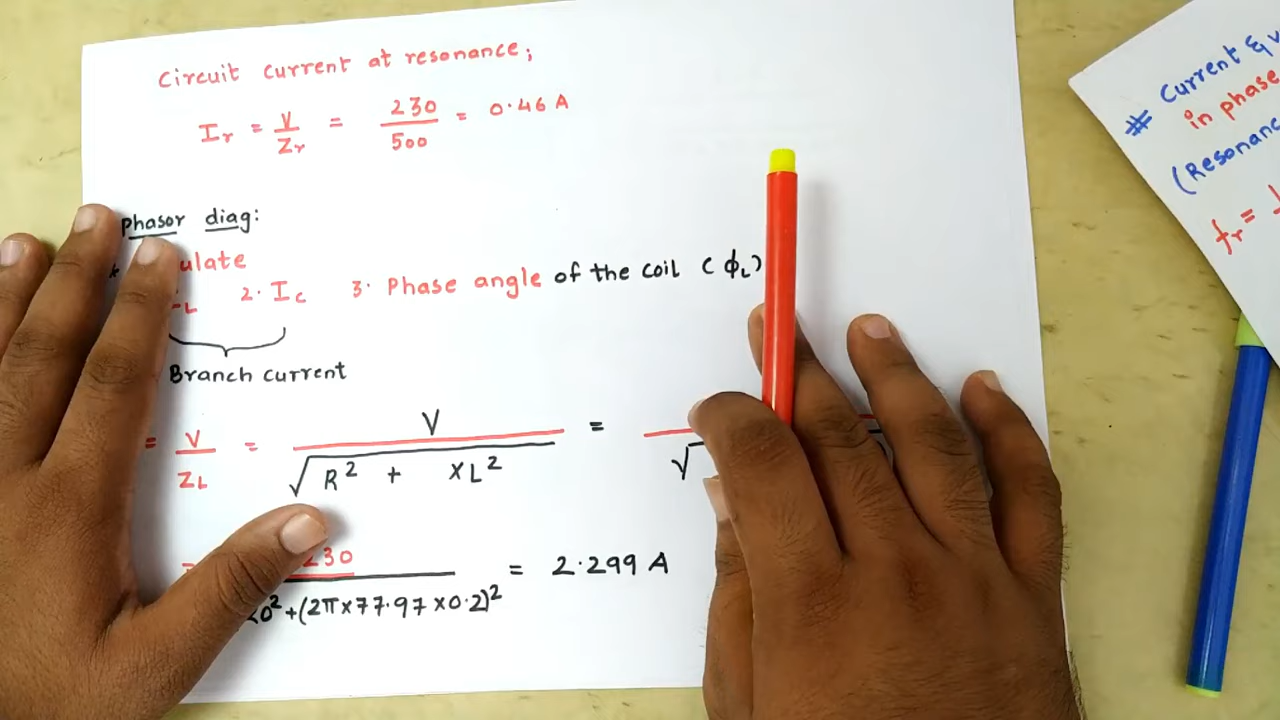 Circuit current at resonance;
Ir = V/Zr = 230/500 = 0.46 A
Phasor diag:
2. Ic 3. Phase angle of the coil (ϕL)
Branch current
= V/ZL = V/√R² + XL² =
230/20² + (2π×77.97×0.2)² = 2.299 A
# Current &
in phase
(Resonanc
fr =